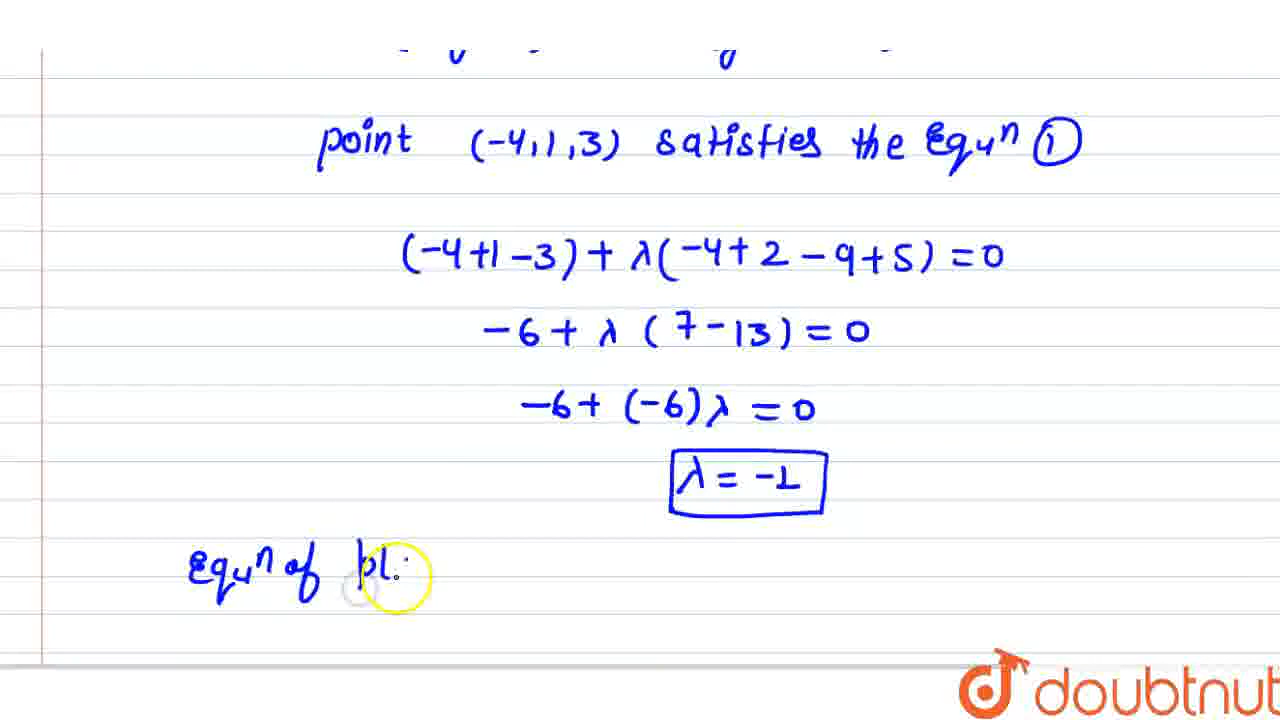 point (-4,1,3) satisfies the Equⁿ ①
(-4+1-3)+ λ(-4+2-9+5)=0
-6+ λ (7-13)=0
-6+ (-6)λ =0
λ= -1
Equⁿ of pl.
doubtnut